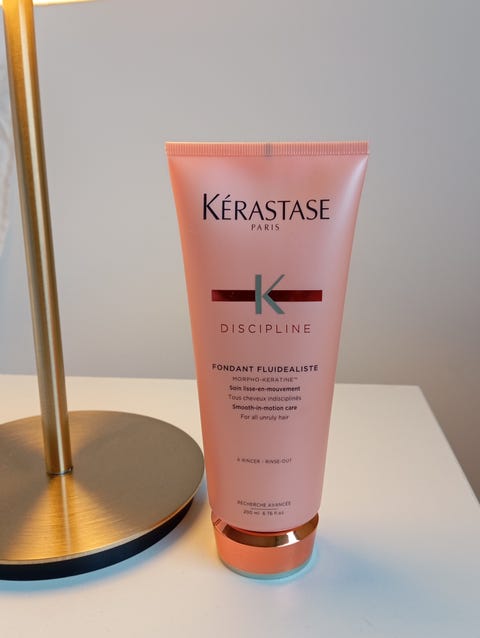 KÉRASTASE
PARIS
K
DISCIPLINE
FONDANT FLUIDEALISTE
MORPHO-KERATINE™
Soin lisse-en-mouvement
Tous cheveux indisciplinés
Smooth-in-motion care
For all unruly hair
À RINCER - RINSE-OUT
RECHERCHE AVANCÉE
200 ml 6.76 fl.oz